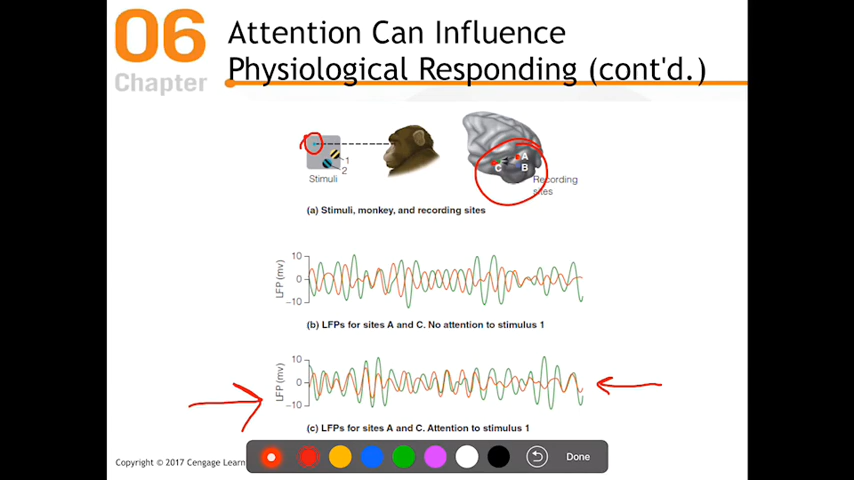 06
Chapter
Attention Can Influence
Physiological Responding (cont'd.)
1
2
Stimuli
A
B
C
Recording
sites
(a) Stimuli, monkey, and recording sites
LFP (mv)
10
0
−10
(b) LFPs for sites A and C. No attention to stimulus 1
LFP (mv)
10
0
−10
(c) LFPs for sites A and C. Attention to stimulus 1
Copyright © 2017 Cengage Learn
Done